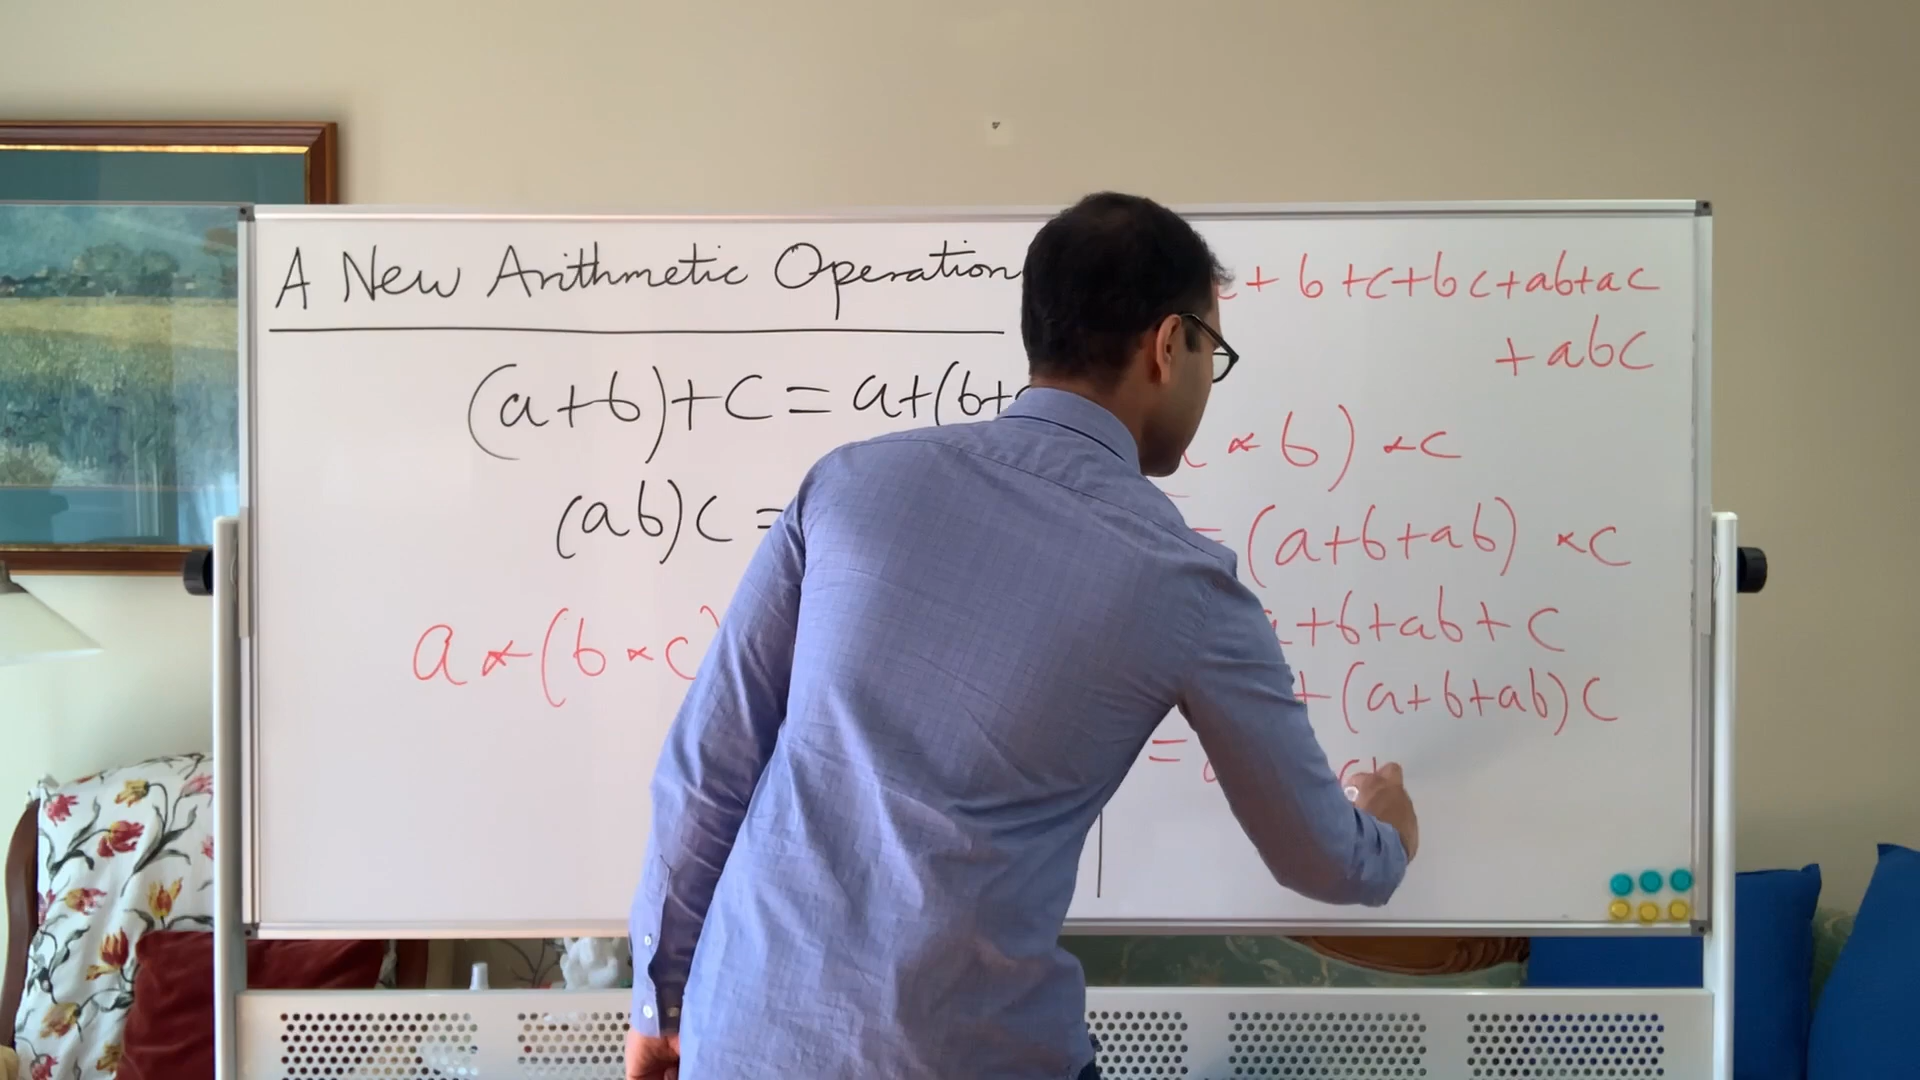 A New Arithmetic Operation
(a+b)+c = a+(b+
(ab)c =
a * (b * c)
+ b + c + bc + ab + ac
+ abc
* b) * c
= (a+b+ab) * c
+b+ab+c
+(a+b+ab)c
=